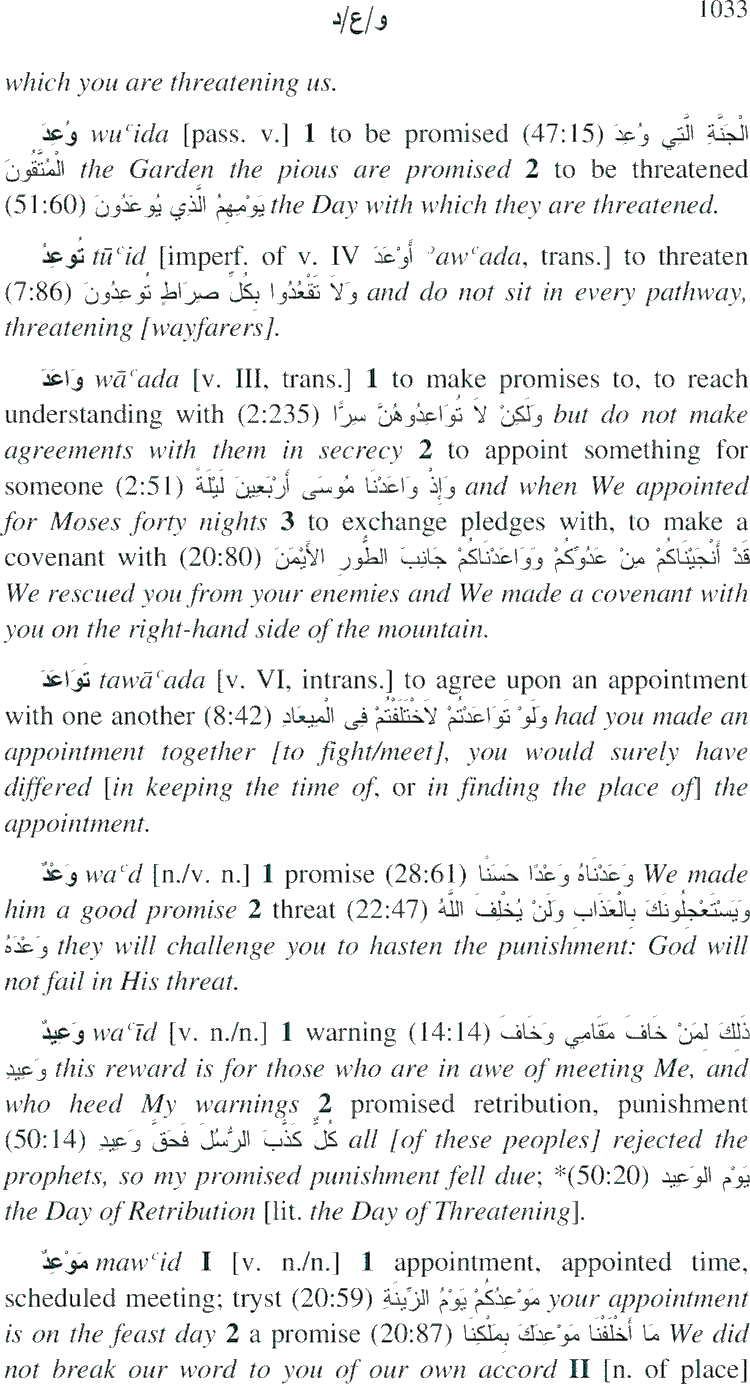 و/ع/د 1033
which you are threatening us.
وُعِدَ wuʿida [pass. v.] 1 to be promised (47:15) الْجَنَّةِ الَّتِي وُعِدَ
الْمُتَّقُونَ the Garden the pious are promised 2 to be threatened
(51:60) يَوْمِهِمُ الَّذِي يُوعَدُونَ the Day with which they are threatened.
تُوعِدُ tūʿid [imperf. of v. IV أَوْعَدَ ʾawʿada, trans.] to threaten
(7:86) وَلاَ تَقْعُدُوا بِكُلِّ صِرَاطٍ تُوعِدُونَ and do not sit in every pathway,
threatening [wayfarers].
وَاعَدَ wāʿada [v. III, trans.] 1 to make promises to, to reach
understanding with (2:235) وَلَكِنْ لاَ تُوَاعِدُوهُنَّ سِرًّا but do not make
agreements with them in secrecy 2 to appoint something for
someone (2:51) وَإِذْ وَاعَدْنَا مُوسَى أَرْبَعِينَ لَيْلَةً and when We appointed
for Moses forty nights 3 to exchange pledges with, to make a
covenant with (20:80) قَدْ أَنْجَيْنَاكُمْ مِنْ عَدُوِّكُمْ وَوَاعَدْنَاكُمْ جَانِبَ الطُّورِ الأَيْمَنَ
We rescued you from your enemies and We made a covenant with
you on the right-hand side of the mountain.
تَوَاعَدَ tawāʿada [v. VI, intrans.] to agree upon an appointment
with one another (8:42) وَلَوْ تَوَاعَدْتُمْ لاَخْتَلَفْتُمْ فِى الْمِيعَادِ had you made an
appointment together [to fight/meet], you would surely have
differed [in keeping the time of, or in finding the place of] the
appointment.
وَعْدٌ waʿd [n./v. n.] 1 promise (28:61) وَعَدْنَاهُ وَعْدًا حَسَنًا We made
him a good promise 2 threat (22:47) وَيَسْتَعْجِلُونَكَ بِالْعَذَابِ وَلَنْ يُخْلِفَ اللَّهُ
وَعْدَهُ they will challenge you to hasten the punishment: God will
not fail in His threat.
وَعِيدٌ waʿīd [v. n./n.] 1 warning (14:14) ذَلِكَ لِمَنْ خَافَ مَقَامِي وَخَافَ
وَعِيدِ this reward is for those who are in awe of meeting Me, and
who heed My warnings 2 promised retribution, punishment
(50:14) كُلٌّ كَذَّبَ الرُّسُلَ فَحَقَّ وَعِيدِ all [of these peoples] rejected the
prophets, so my promised punishment fell due; *(50:20) يَوْم الوَعِيد
the Day of Retribution [lit. the Day of Threatening].
مَوْعِدٌ mawʿid I [v. n./n.] 1 appointment, appointed time,
scheduled meeting; tryst (20:59) مَوْعِدُكُمْ يَوْمُ الزِّينَةِ your appointment
is on the feast day 2 a promise (20:87) مَا أَخْلَفْنَا مَوْعِدَكَ بِمَلْكِنَا We did
not break our word to you of our own accord II [n. of place]